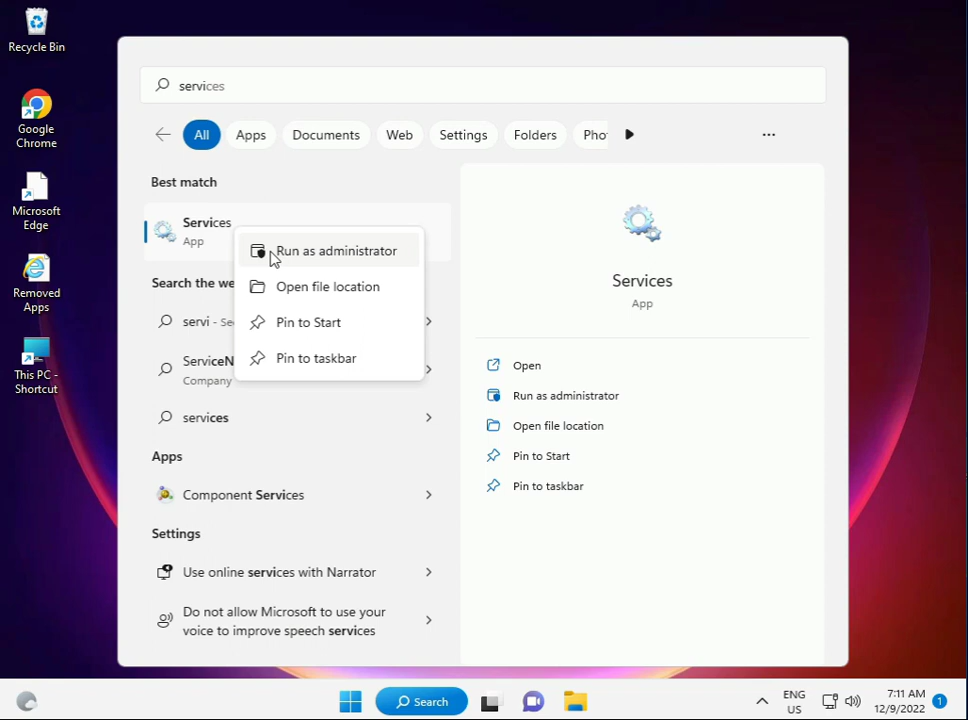 Recycle Bin
Google
Chrome
Microsoft
Edge
Removed
Apps
This PC -
Shortcut
services
All
Apps
Documents
Web
Settings
Folders
Pho
...
Best match
Services
App
Run as administrator
Open file location
Pin to Start
Pin to taskbar
Search the we
servi - Se
ServiceN
Company
services
Apps
Component Services
Settings
Use online services with Narrator
Do not allow Microsoft to use your
voice to improve speech services
Services
App
Open
Run as administrator
Open file location
Pin to Start
Pin to taskbar
Search
ENG
US
7:11 AM
12/9/2022
1